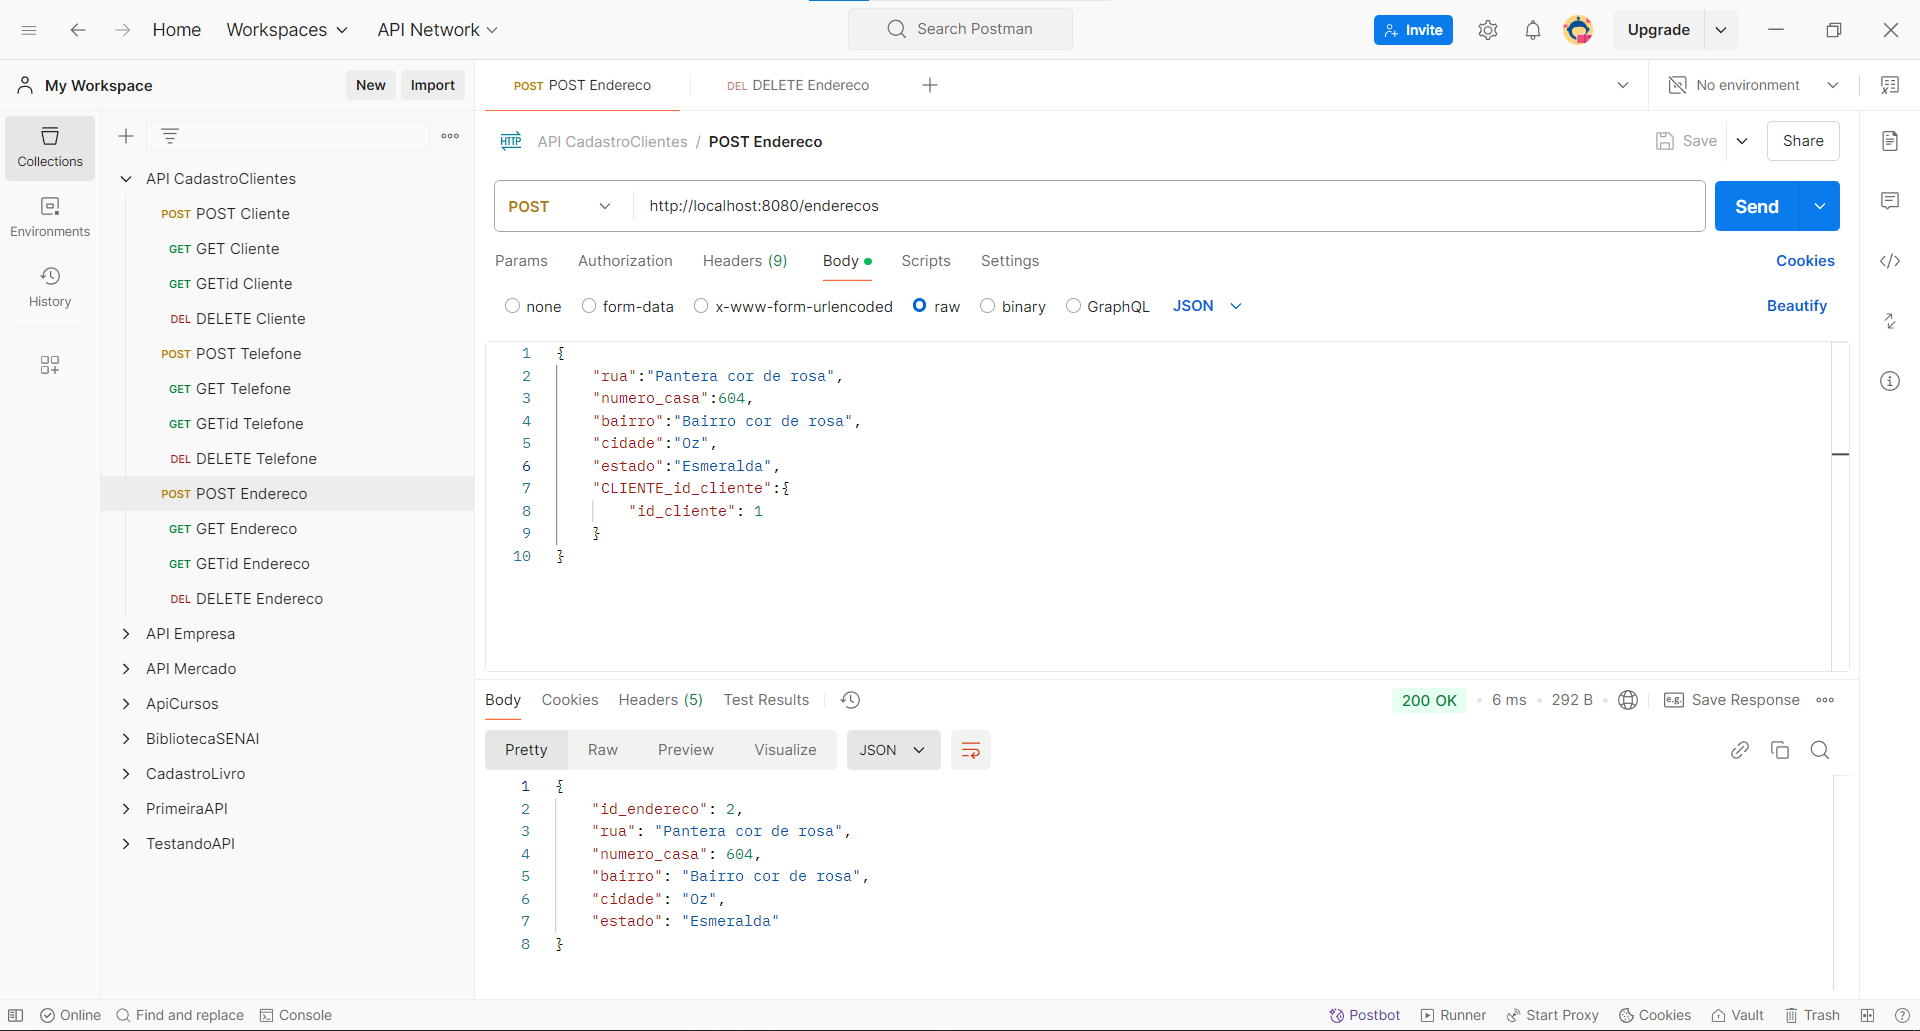 Home Workspaces API Network Search Postman Invite Upgrade
My Workspace New Import
POST POST Endereco DEL DELETE Endereco No environment
Collections
Environments
History
API CadastroClientes
POST POST Cliente
GET GET Cliente
GET GETid Cliente
DEL DELETE Cliente
POST POST Telefone
GET GET Telefone
GET GETid Telefone
DEL DELETE Telefone
POST POST Endereco
GET GET Endereco
GET GETid Endereco
DEL DELETE Endereco
API Empresa
API Mercado
ApiCursos
BibliotecaSENAI
CadastroLivro
PrimeiraAPI
TestandoAPI
HTTP API CadastroClientes / POST Endereco Save Share
POST http://localhost:8080/enderecos Send
Params Authorization Headers (9) Body Scripts Settings Cookies
none form-data x-www-form-urlencoded raw binary GraphQL JSON Beautify
1 {
2 "rua":"Pantera cor de rosa",
3 "numero_casa":604,
4 "bairro":"Bairro cor de rosa",
5 "cidade":"Oz",
6 "estado":"Esmeralda",
7 "CLIENTE_id_cliente":{
8 "id_cliente": 1
9 }
10 }
Body Cookies Headers (5) Test Results 200 OK • 6 ms • 292 B • e.g. Save Response
Pretty Raw Preview Visualize JSON
1 {
2 "id_endereco": 2,
3 "rua": "Pantera cor de rosa",
4 "numero_casa": 604,
5 "bairro": "Bairro cor de rosa",
6 "cidade": "Oz",
7 "estado": "Esmeralda"
8 }
Online Find and replace Console Postbot Runner Start Proxy Cookies Vault Trash